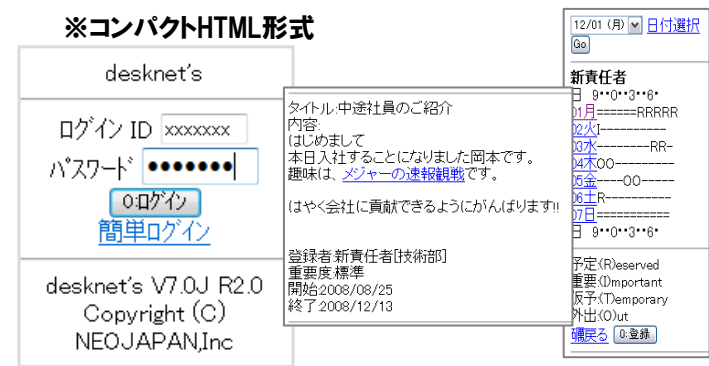 ※コンパクトHTML形式
desknet's
ログイン ID xxxxxxx
パスワード ●●●●●●●
0:ログイン
簡単ログイン
desknet's V7.0J R2.0
Copyright (C)
NEOJAPAN,Inc
タイトル:中途社員のご紹介
内容:
はじめまして
本日入社することになりました岡本です。
趣味は、メジャーの速報観戦です。
はやく会社に貢献できるようにがんばります!!
登録者:新責任者[技術部]
重要度:標準
開始:2008/08/25
終了:2008/12/13
12/01 (月) 日付選択
Go
新責任者
日 9**0**3**6*
01月======RRRRR
02火I----------
03水--------RR-
04木OO---------
05金----OO-----
06土R----------
07日===========
日 9**0**3**6*
予定:(R)eserved
重要:(I)mportant
仮予:(T)emporary
外出:(O)ut
戻る 0:登録